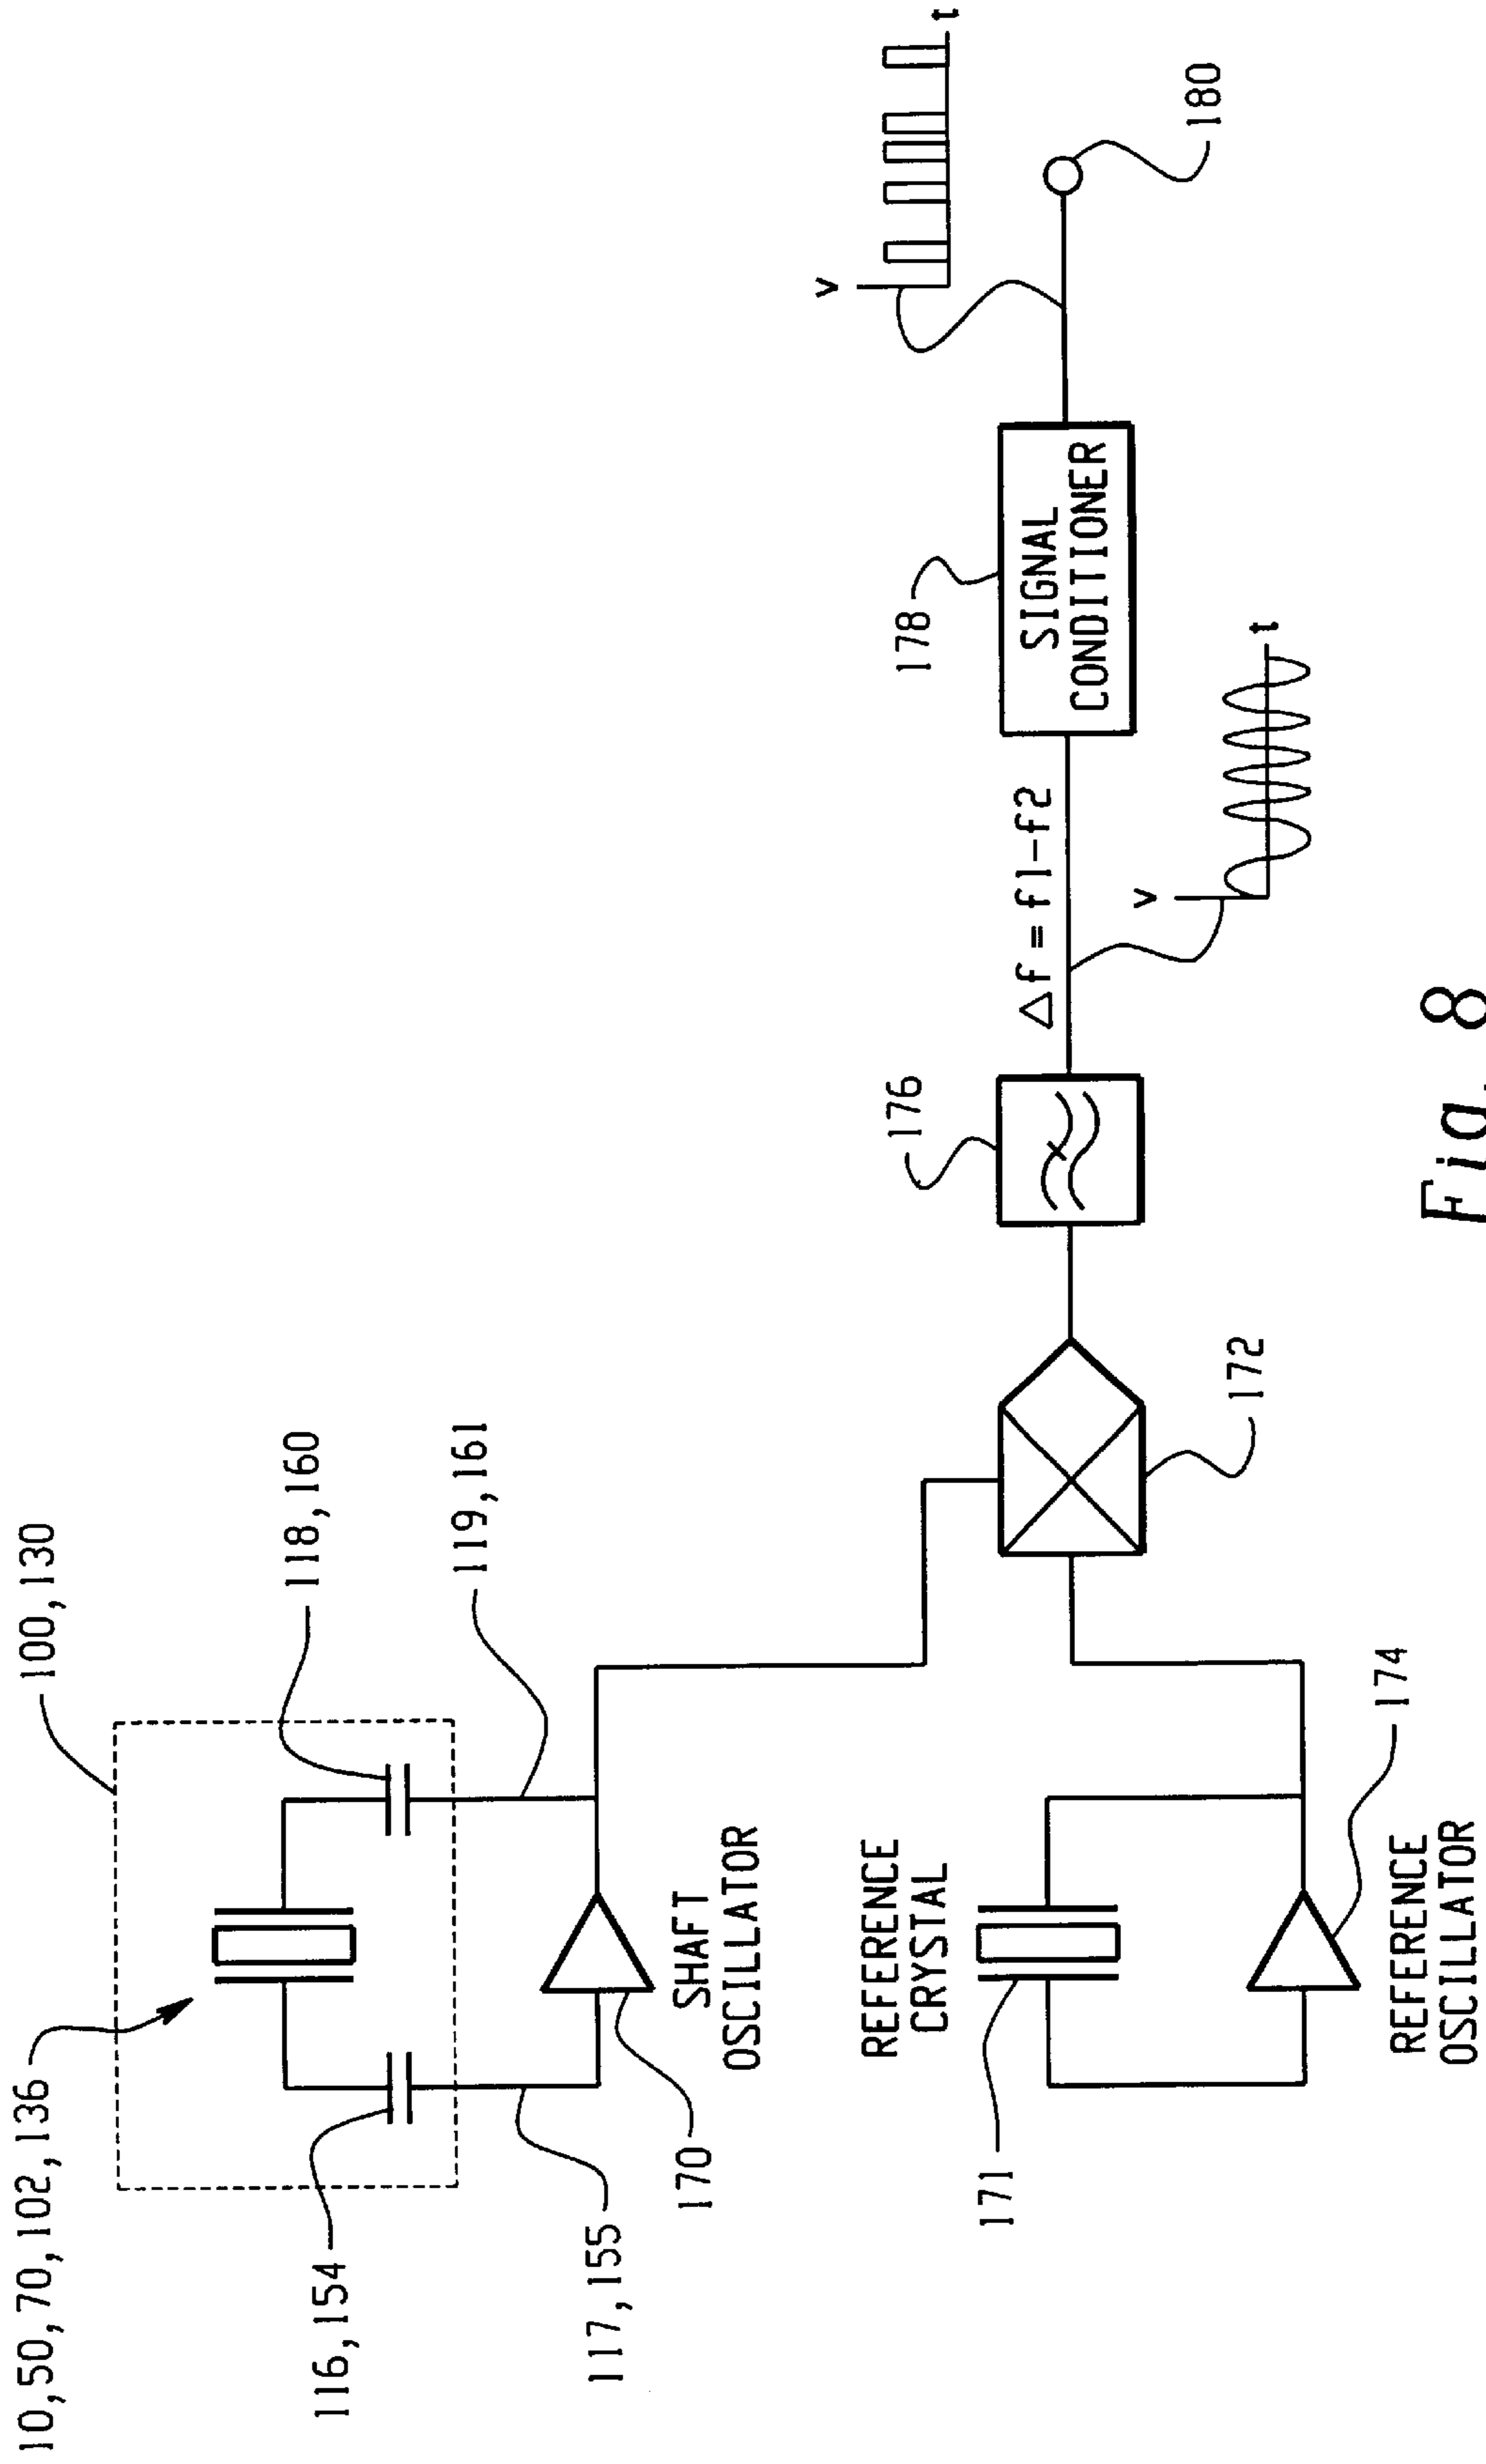 10,50,70,102,136
100,130
116,154
118,160
117,155
119,161
170
SHAFT
OSCILLATOR
REFERENCE
CRYSTAL
171
REFERENCE
OSCILLATOR
174
172
176
Δf = f1-f2
v
t
178
SIGNAL
CONDITIONER
v
t
180
Fig. 8